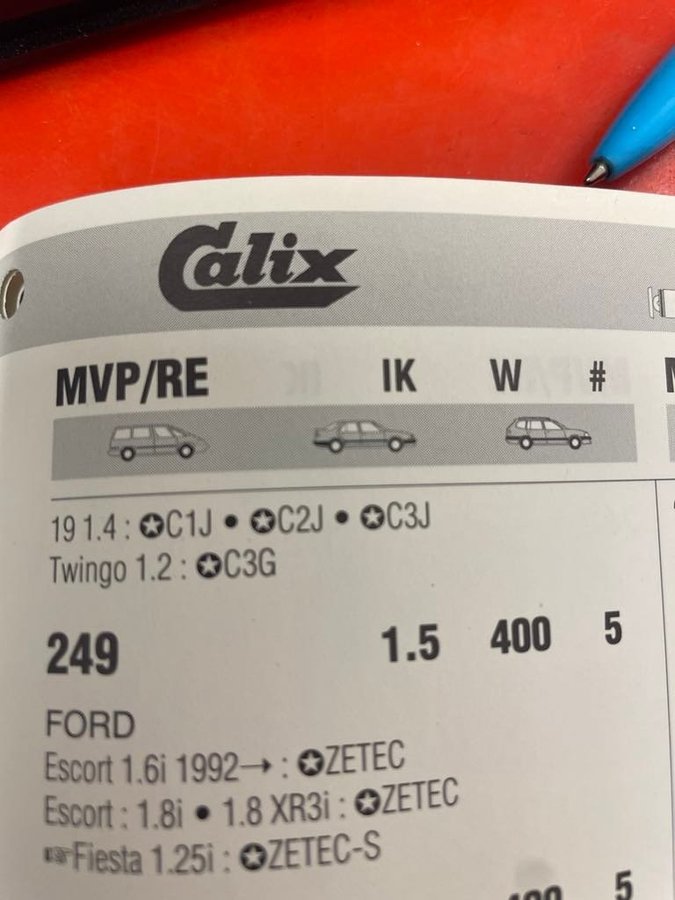 Calix
MVP/RE IK W #
19 1.4 : ✪C1J • ✪C2J • ✪C3J
Twingo 1.2 : ✪C3G
249 1.5 400 5
FORD
Escort 1.6i 1992→ : ✪ZETEC
Escort : 1.8i • 1.8 XR3i : ✪ZETEC
☞Fiesta 1.25i : ✪ZETEC-S
5